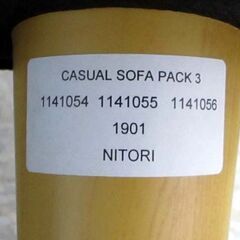 CASUAL SOFA PACK 3
1141054 1141055 1141056
1901
NITORI